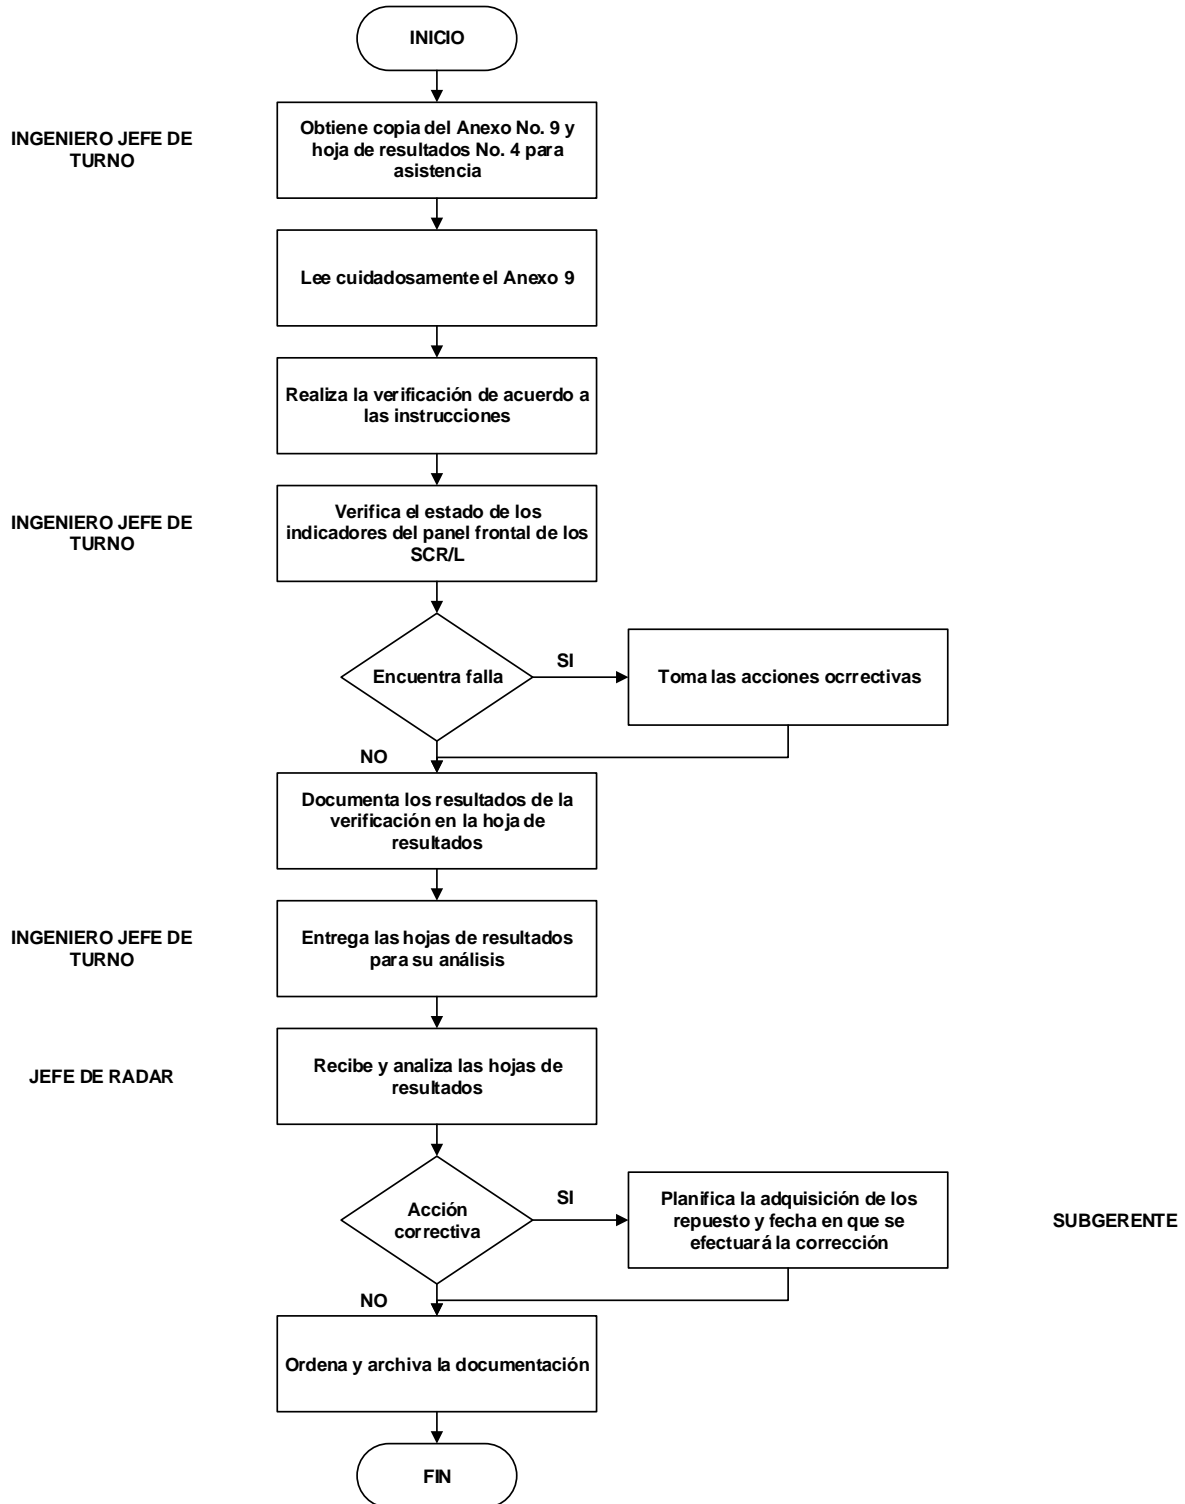 INICIO
INGENIERO JEFE DE
TURNO
Obtiene copia del Anexo No. 9 y
hoja de resultados No. 4 para
asistencia
Lee cuidadosamente el Anexo 9
Realiza la verificación de acuerdo a
las instrucciones
INGENIERO JEFE DE
TURNO
Verifica el estado de los
indicadores del panel frontal de los
SCR/L
Encuentra falla
SI
Toma las acciones ocrrectivas
NO
Documenta los resultados de la
verificación en la hoja de
resultados
INGENIERO JEFE DE
TURNO
Entrega las hojas de resultados
para su análisis
JEFE DE RADAR
Recibe y analiza las hojas de
resultados
Acción
correctiva
SI
Planifica la adquisición de los
repuesto y fecha en que se
efectuará la corrección
SUBGERENTE
NO
Ordena y archiva la documentación
FIN